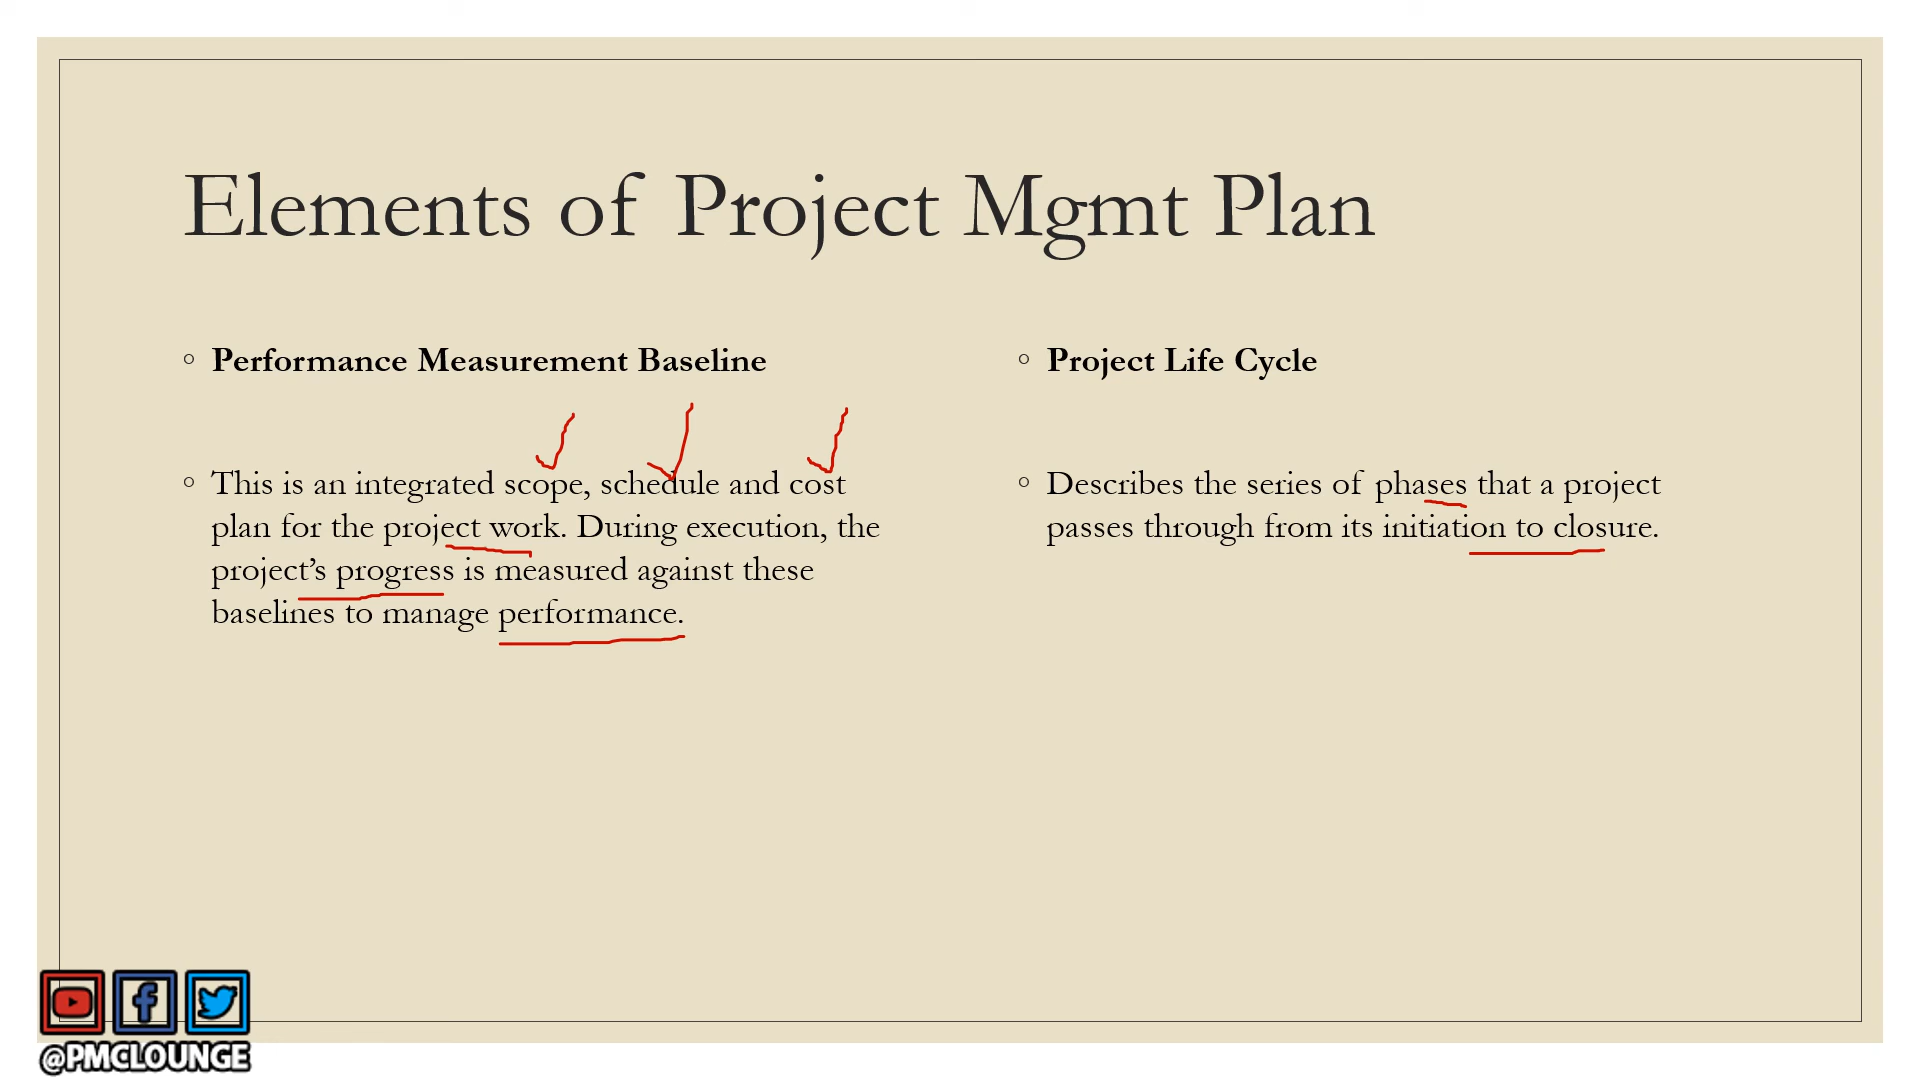 Elements of Project Mgmt Plan
Performance Measurement Baseline
This is an integrated scope, schedule and cost
plan for the project work. During execution, the
project's progress is measured against these
baselines to manage performance.
Project Life Cycle
Describes the series of phases that a project
passes through from its initiation to closure.
@PMCLOUNGE